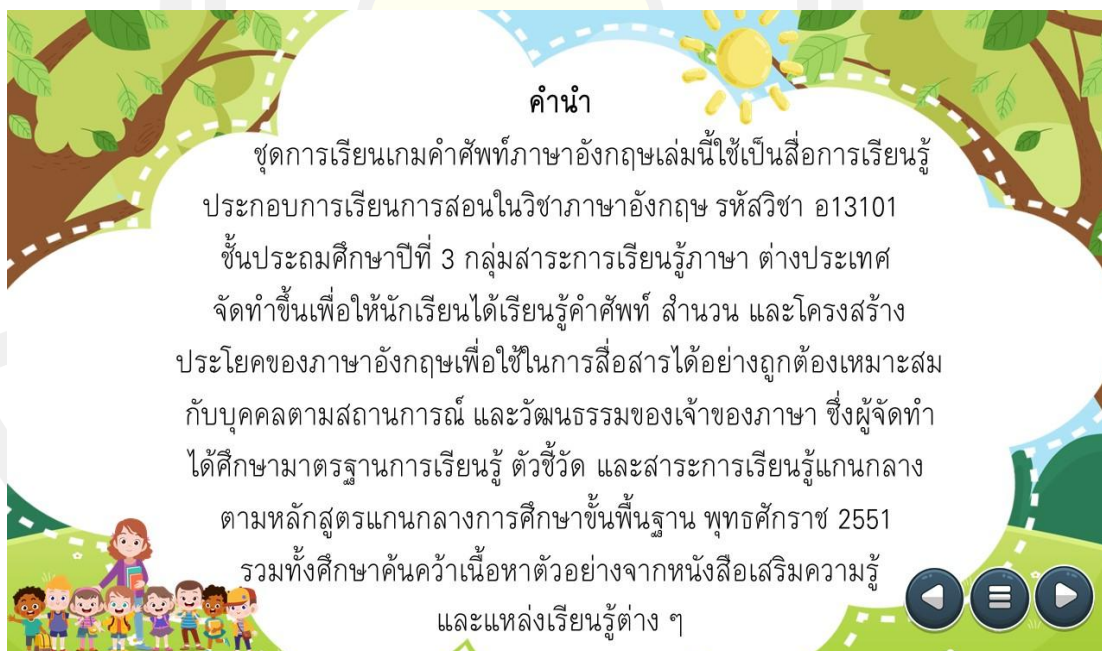 คำนำ
ชุดการเรียนเกมคำศัพท์ภาษาอังกฤษเล่มนี้ใช้เป็นสื่อการเรียนรู้
ประกอบการเรียนการสอนในวิชาภาษาอังกฤษ รหัสวิชา อ13101
ชั้นประถมศึกษาปีที่ 3 กลุ่มสาระการเรียนรู้ภาษา ต่างประเทศ
จัดทำขึ้นเพื่อให้นักเรียนได้เรียนรู้คำศัพท์ สำนวน และโครงสร้าง
ประโยคของภาษาอังกฤษเพื่อใช้ในการสื่อสารได้อย่างถูกต้องเหมาะสม
กับบุคคลตามสถานการณ์ และวัฒนธรรมของเจ้าของภาษา ซึ่งผู้จัดทำ
ได้ศึกษามาตรฐานการเรียนรู้ ตัวชี้วัด และสาระการเรียนรู้แกนกลาง
ตามหลักสูตรแกนกลางการศึกษาขั้นพื้นฐาน พุทธศักราช 2551
รวมทั้งศึกษาค้นคว้าเนื้อหาตัวอย่างจากหนังสือเสริมความรู้
และแหล่งเรียนรู้ต่าง ๆ